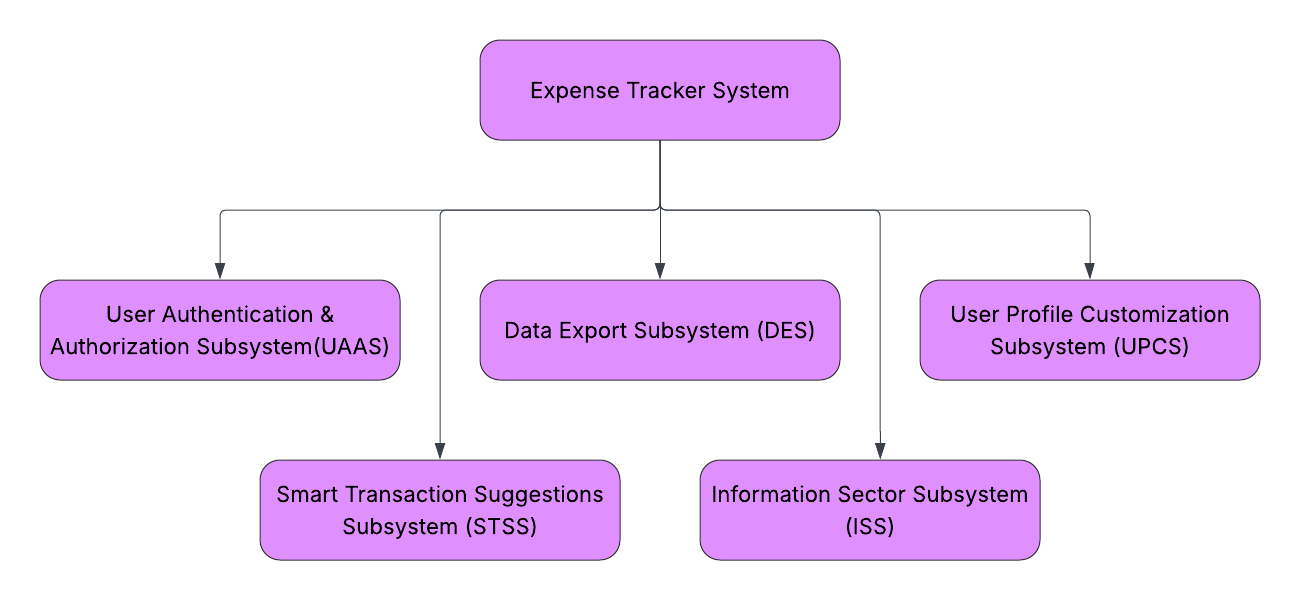 Expense Tracker System
User Authentication &
Authorization Subsystem(UAAS)
Data Export Subsystem (DES)
User Profile Customization
Subsystem (UPCS)
Smart Transaction Suggestions
Subsystem (STSS)
Information Sector Subsystem
(ISS)